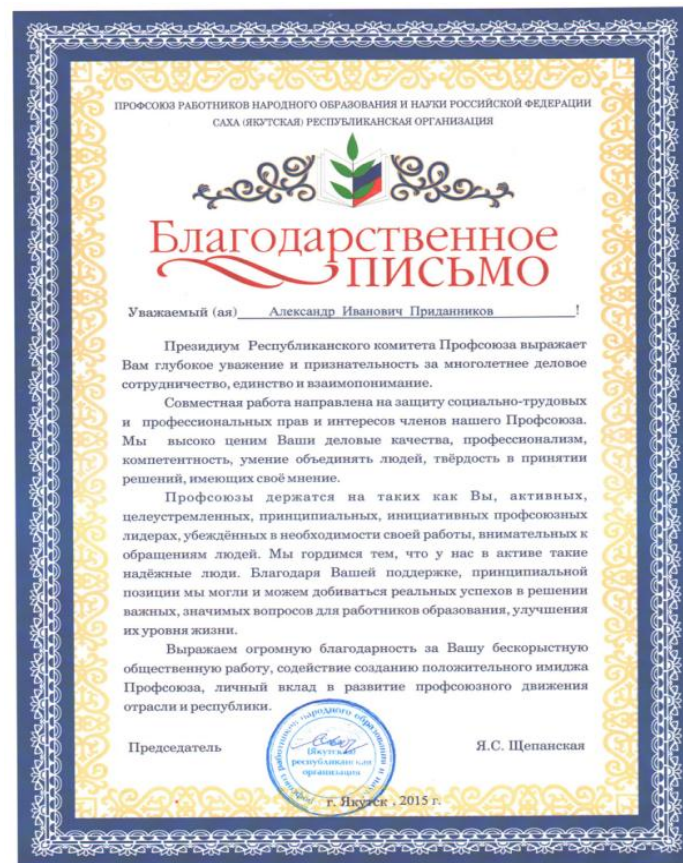 ПРОФСОЮЗ РАБОТНИКОВ НАРОДНОГО ОБРАЗОВАНИЯ И НАУКИ РОССИЙСКОЙ ФЕДЕРАЦИИ
САХА (ЯКУТСКАЯ) РЕСПУБЛИКАНСКАЯ ОРГАНИЗАЦИЯ
Благодарственное
ПИСЬМО
Уважаемый (ая) Александр Иванович Приданников !
Президиум Республиканского комитета Профсоюза выражает
Вам глубокое уважение и признательность за многолетнее деловое
сотрудничество, единство и взаимопонимание.
Совместная работа направлена на защиту социально-трудовых
и профессиональных прав и интересов членов нашего Профсоюза.
Мы высоко ценим Ваши деловые качества, профессионализм,
компетентность, умение объединять людей, твёрдость в принятии
решений, имеющих своё мнение.
Профсоюзы держатся на таких как Вы, активных,
целеустремленных, принципиальных, инициативных профсоюзных
лидерах, убеждённых в необходимости своей работы, внимательных к
обращениям людей. Мы гордимся тем, что у нас в активе такие
надёжные люди. Благодаря Вашей поддержке, принципиальной
позиции мы могли и можем добиваться реальных успехов в решении
важных, значимых вопросов для работников образования, улучшения
их уровня жизни.
Выражаем огромную благодарность за Вашу бескорыстную
общественную работу, содействие созданию положительного имиджа
Профсоюза, личный вклад в развитие профсоюзного движения
отрасли и республики.
Председатель Я.С. Щепанская
работников народного образования и
республиканская
организация
г. Якутск , 2015 г.